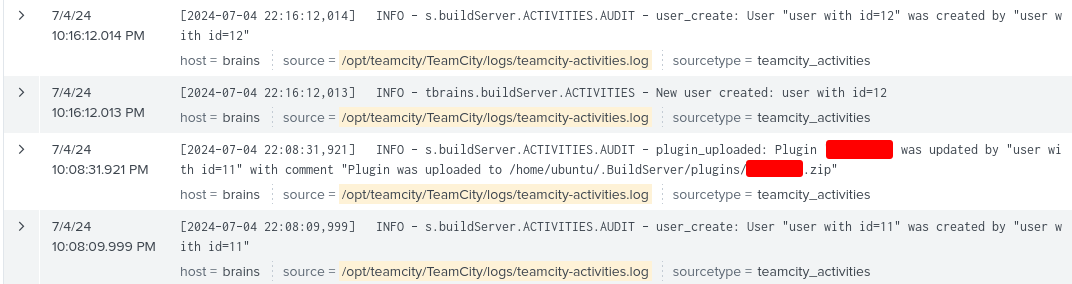 7/4/24 [2024-07-04 22:16:12,014] INFO - s.buildServer.ACTIVITIES.AUDIT - user_create: User "user with id=12" was created by "user w
10:16:12.014 PM ith id=12"
host = brains source = /opt/teamcity/TeamCity/logs/teamcity-activities.log sourcetype = teamcity_activities
7/4/24 [2024-07-04 22:16:12,013] INFO - tbrains.buildServer.ACTIVITIES - New user created: user with id=12
10:16:12.013 PM host = brains source = /opt/teamcity/TeamCity/logs/teamcity-activities.log sourcetype = teamcity_activities
7/4/24 [2024-07-04 22:08:31,921] INFO - s.buildServer.ACTIVITIES.AUDIT - plugin_uploaded: Plugin was updated by "user wi
10:08:31.921 PM th id=11" with comment "Plugin was uploaded to /home/ubuntu/.BuildServer/plugins/ .zip"
host = brains source = /opt/teamcity/TeamCity/logs/teamcity-activities.log sourcetype = teamcity_activities
7/4/24 [2024-07-04 22:08:09,999] INFO - s.buildServer.ACTIVITIES.AUDIT - user_create: User "user with id=11" was created by "user w
10:08:09.999 PM ith id=11"
host = brains source = /opt/teamcity/TeamCity/logs/teamcity-activities.log sourcetype = teamcity_activities